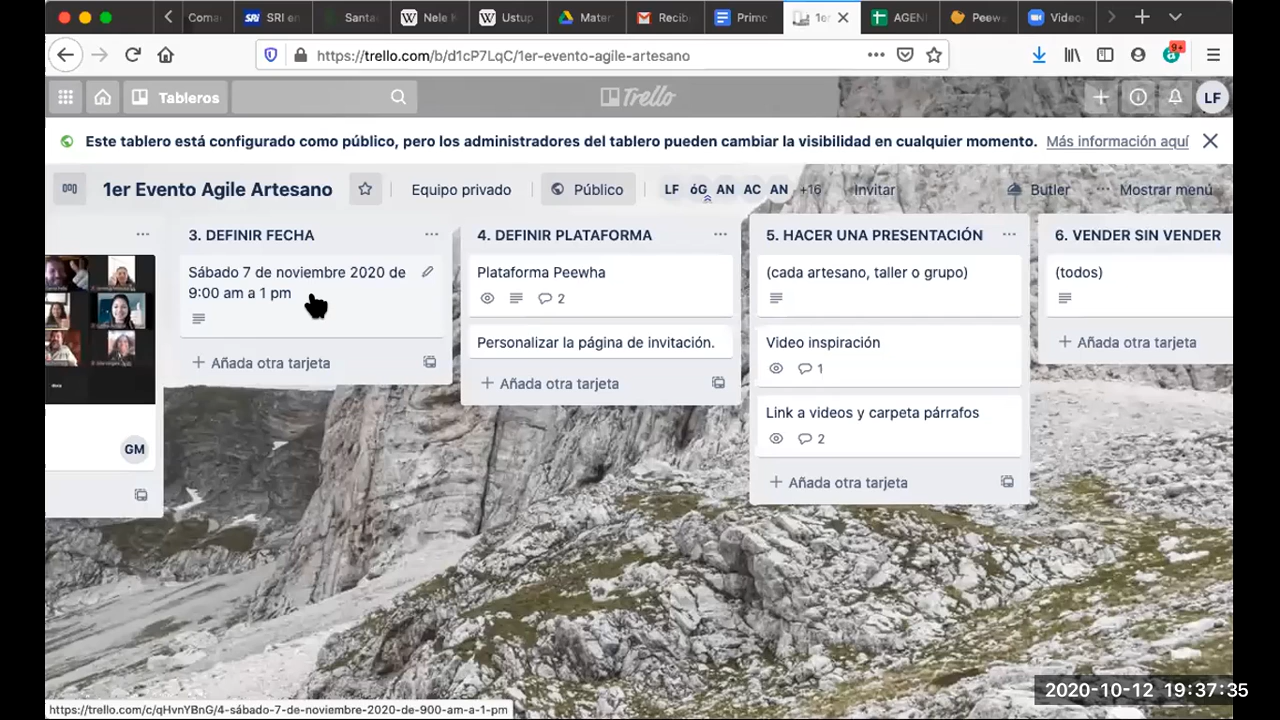 Coma
SRI en
Santa
Nele
Ustup
Mater
Recib
Prime
1er
AGEN
Peew
Video
https://trello.com/b/d1cP7LqC/1er-evento-agile-artesano
9+
Tableros
Trello
LF
Este tablero está configurado como público, pero los administradores del tablero pueden cambiar la visibilidad en cualquier momento. Más información aquí
1er Evento Agile Artesano
Equipo privado
Público
LF óG AN AC AN +16
Invitar
Butler
Mostrar menú
3. DEFINIR FECHA
Sábado 7 de noviembre 2020 de
9:00 am a 1 pm
Añada otra tarjeta
4. DEFINIR PLATAFORMA
Plataforma Peewha
2
Personalizar la página de invitación.
Añada otra tarjeta
5. HACER UNA PRESENTACIÓN
(cada artesano, taller o grupo)
Video inspiración
1
Link a videos y carpeta párrafos
2
Añada otra tarjeta
6. VENDER SIN VENDER
(todos)
Añada otra tarjeta
GM
https://trello.com/c/qHvnYBnG/4-sábado-7-de-noviembre-2020-de-900-am-a-1-pm
2020-10-12 19:37:35